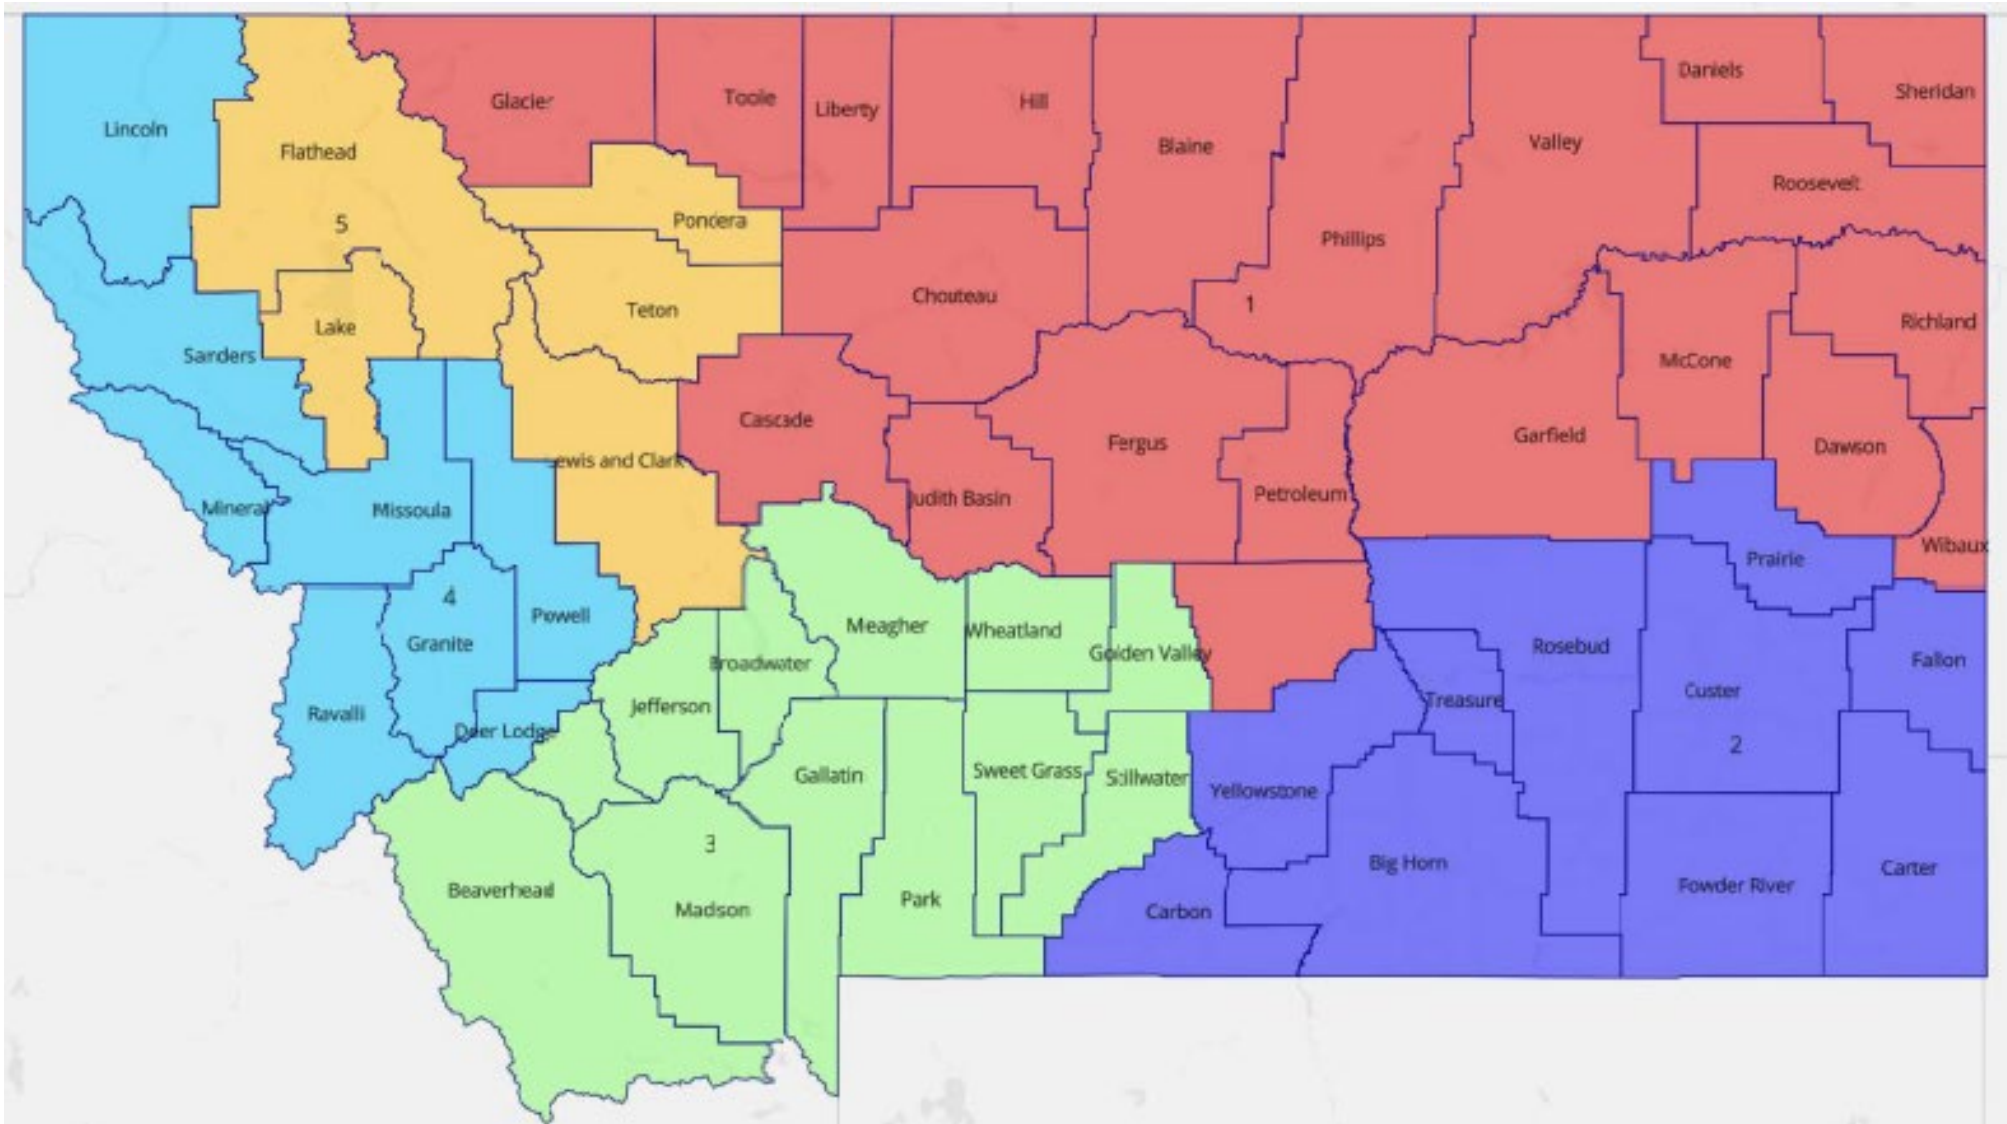 Daniels
Sheridan
Glacier
Toole
Liberty
Hill
Lincoln
Flathead
Blaine
Valley
Roosevelt
5
Pondera
Phillips
Teton
Chouteau
1
Lake
Richland
Sanders
McCone
Cascade
Fergus
Garfield
Dawson
ewis and Clark
Judith Basin
Petroleum
Mineral
Missoula
Wibaux
Prairie
4
Powell
Meagher
Wheatland
Granite
Golden Valley
Rosebud
Fallon
Broadwater
Ravalli
Jefferson
Treasure
Custer
Deer Lodge
2
Gallatin
Sweet Grass
Stillwater
Yellowstone
3
Beaverhead
Big Horn
Carter
Fowder River
Park
Madison
Carbon